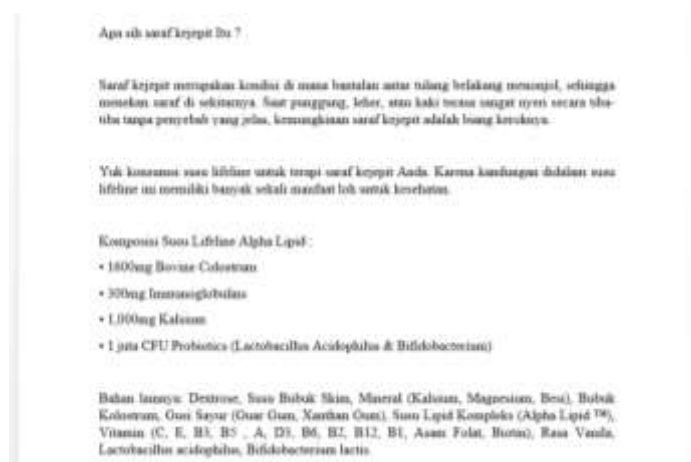 Apa sih saraf kejepit Itu ?
Saraf kejepit merupakan kondisi di mana bantalan antar tulang belakang menonjol, sehingga
menekan saraf di sekitarnya. Saat punggung, leher, atau kaki terasa sangat nyeri secara tiba-
tiba tanpa penyebab yang jelas, kemungkinan saraf kejepit adalah biang keroknya.
Yuk konsumsi susu lifeline untuk terapi saraf kejepit Anda. Karena kandungan didalam susu
lifeline ini memiliki banyak sekali manfaat loh untuk kesehatan.
Komposisi Susu Lifeline Alpha Lipid :
• 1600mg Bovine Colostrum
• 300mg Immunoglobulins
• 1,000mg Kalsium
• 1 juta CFU Probiotics (Lactobacillus Acidophilus & Bifidobacterium)
Bahan lainnya: Dextrose, Susu Bubuk Skim, Mineral (Kalsium, Magnesium, Besi), Bubuk
Kolostrum, Gusi Sayur (Guar Gum, Xanthan Gum), Susu Lipid Kompleks (Alpha Lipid ™),
Vitamin (C, E, B3, B5 , A, D3, B6, B2, B12, B1, Asam Folat, Biotin), Rasa Vanila,
Lactobacillus acidophilus, Bifidobacterium lactis